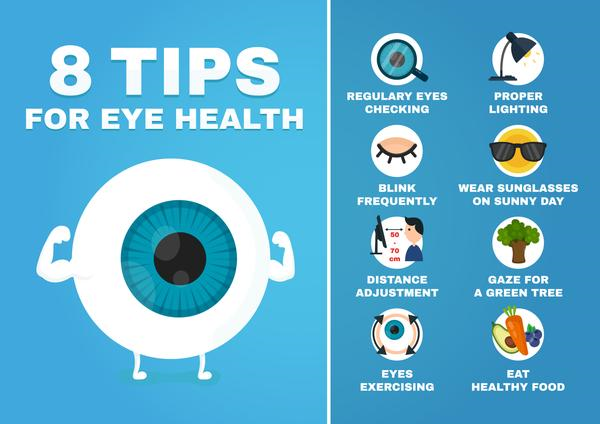 8 TIPS
FOR EYE HEALTH
REGULARY EYES
CHECKING
PROPER
LIGHTING
BLINK
FREQUENTLY
WEAR SUNGLASSES
ON SUNNY DAY
50
-
70
cm
DISTANCE
ADJUSTMENT
GAZE FOR
A GREEN TREE
EYES
EXERCISING
EAT
HEALTHY FOOD